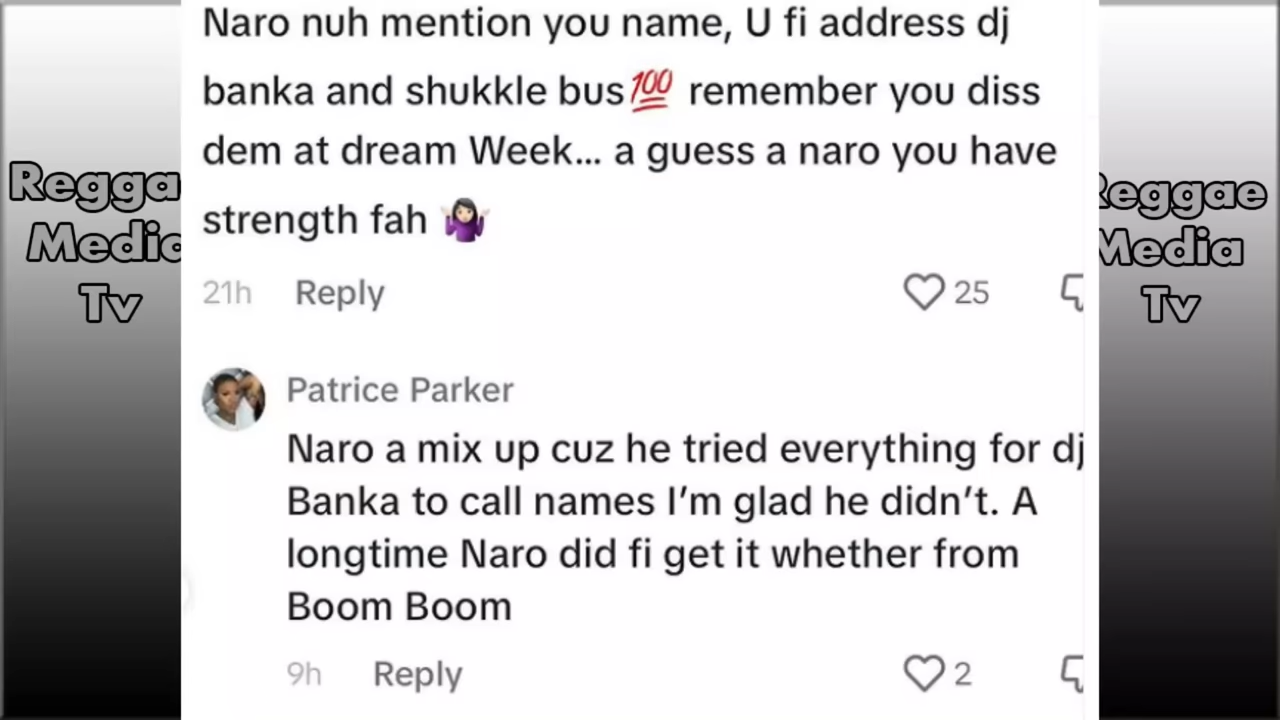 Naro nuh mention you name, U fi address dj
banka and shukkle bus💯 remember you diss
dem at dream Week... a guess a naro you have
strength fah 🤷🏻‍♀️
21h Reply 25
Patrice Parker
Naro a mix up cuz he tried everything for dj
Banka to call names I'm glad he didn't. A
longtime Naro did fi get it whether from
Boom Boom
9h Reply 2
Reggae
Media
Tv
Reggae
Media
Tv